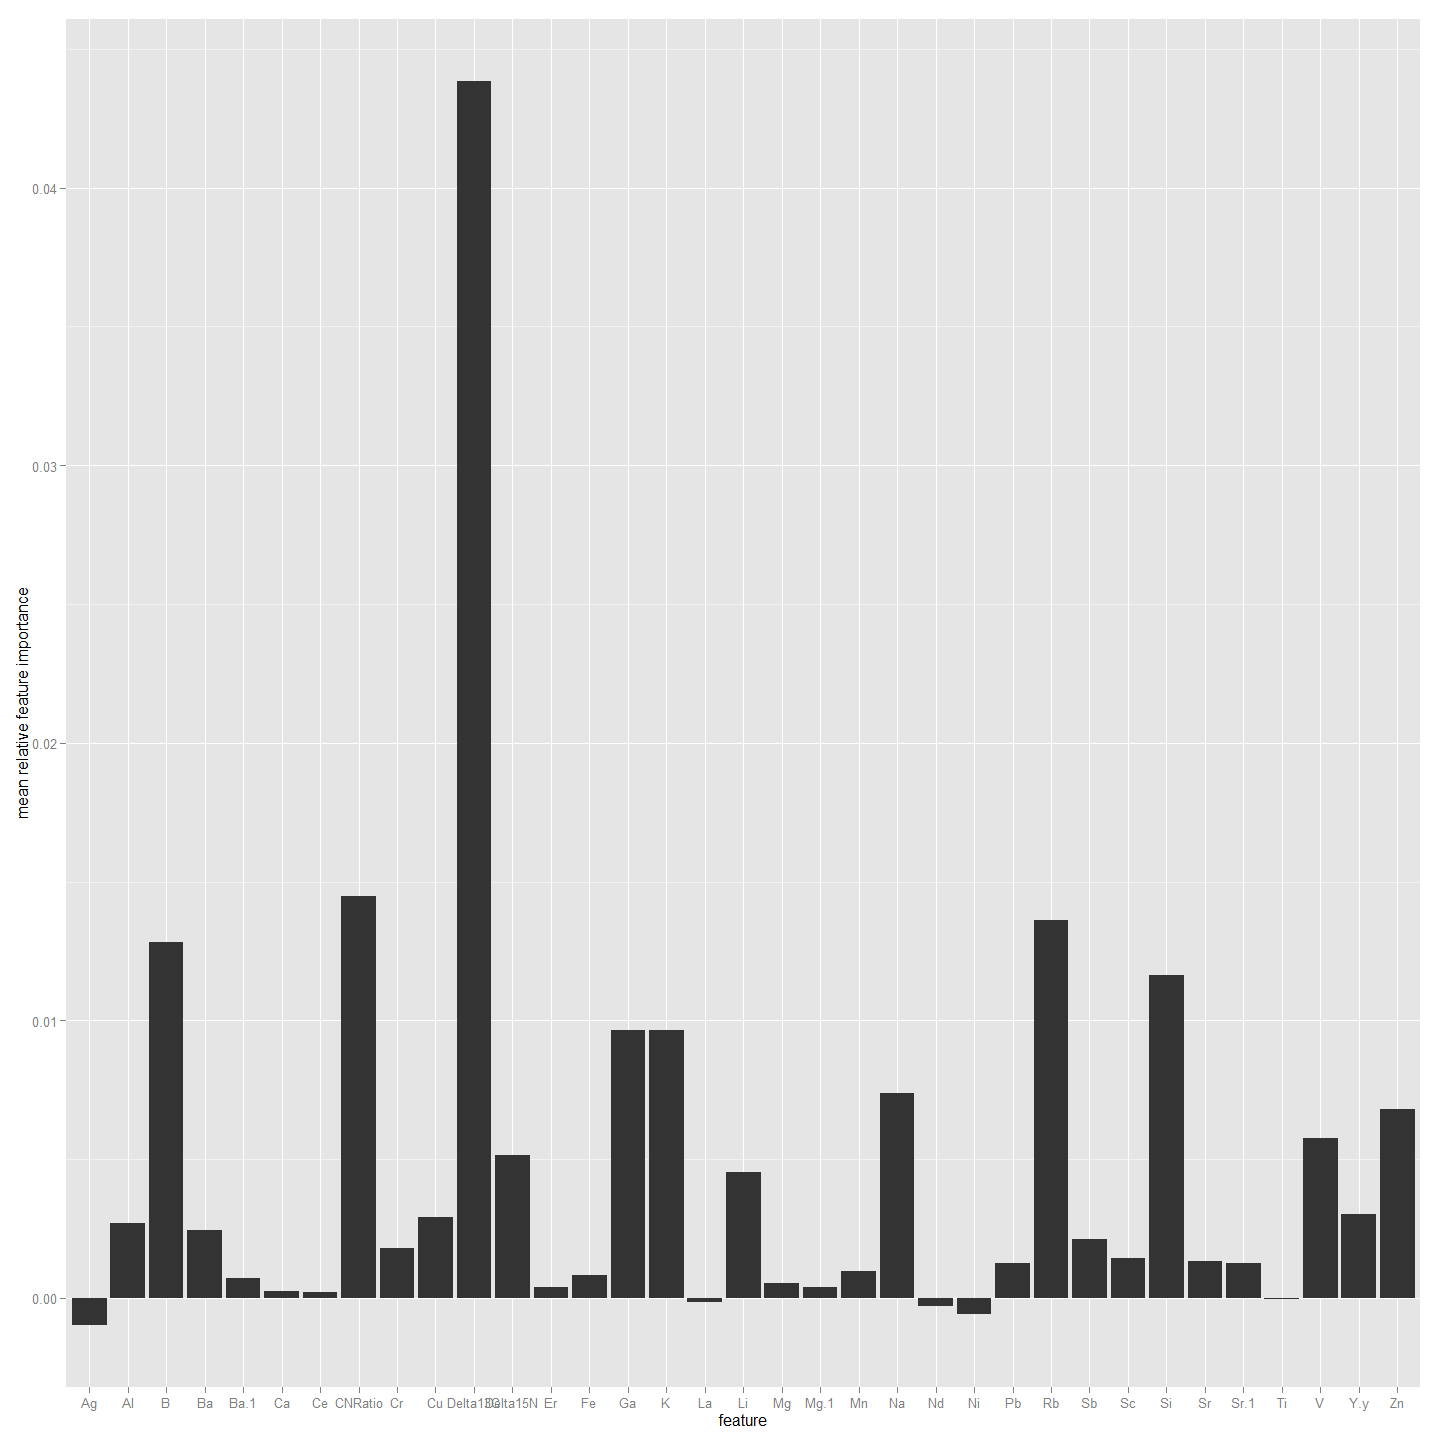 mean relative feature importance
0.04
0.03
0.02
0.01
0.00
Ag Al B Ba Ba.1 Ca Ce CNRatio Cr Cu Delta13C Delta15N Er Fe Ga K La Li Mg Mg.1 Mn Na Nd Ni Pb Rb Sb Sc Si Sr Sr.1 Ti V Y.y Zn
feature